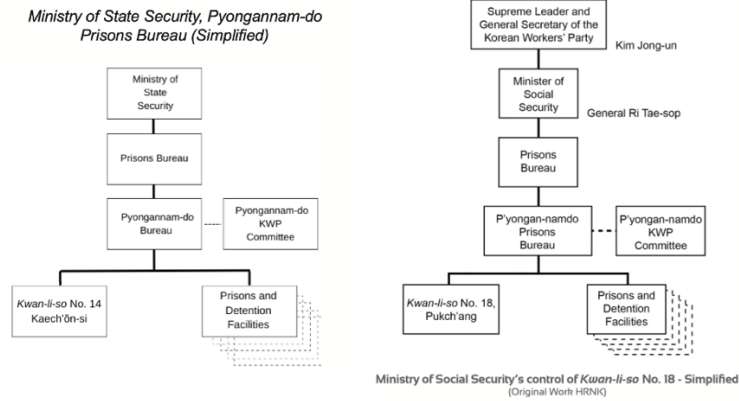 Ministry of State Security, Pyongannam-do
Prisons Bureau (Simplified)
Ministry of
State
Security
Prisons Bureau
Pyongannam-do
Bureau
Pyongannam-do
KWP
Committee
Kwan-li-so No. 14
Kaech'ŏn-si
Prisons and
Detention
Facilities
Supreme Leader and
General Secretary of the
Korean Workers' Party
Kim Jong-un
Minister of
Social
Security
General Ri Tae-sop
Prisons
Bureau
P'yongan-namdo
Prisons
Bureau
P'yongan-namdo
KWP
Committee
Kwan-li-so No. 18,
Pukch'ang
Prisons and
Detention
Facilities
Ministry of Social Security's control of Kwan-li-so No. 18 - Simplified
(Original Work HRNK)